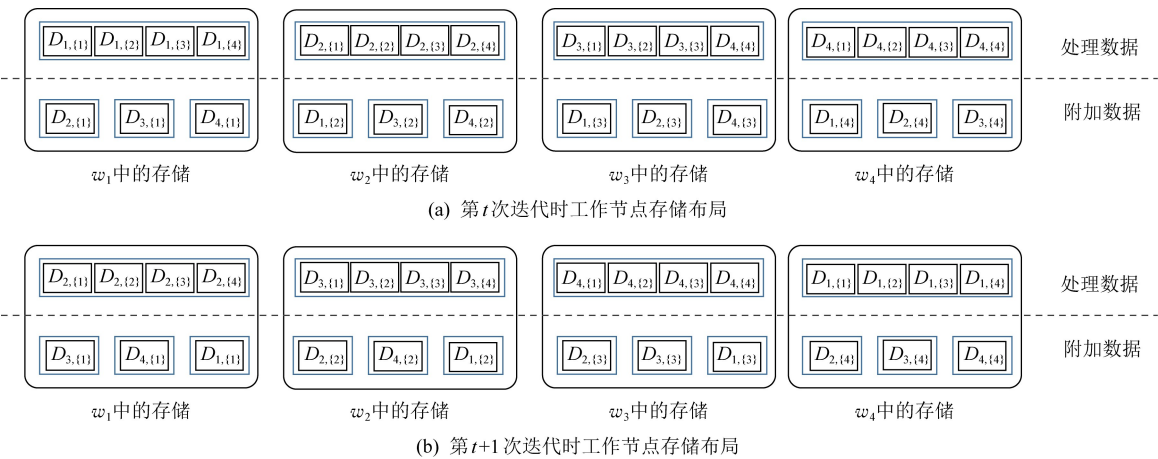 D1,{1} D1,{2} D1,{3} D1,{4} D2,{1} D2,{2} D2,{3} D2,{4} D3,{1} D3,{2} D3,{3} D4,{4} D4,{1} D4,{2} D4,{3} D4,{4} 处理数据
D2,{1} D3,{1} D4,{1} D1,{2} D3,{2} D4,{2} D1,{3} D2,{3} D4,{3} D1,{4} D2,{4} D3,{4} 附加数据
w1中的存储 w2中的存储 w3中的存储 w4中的存储
(a) 第t次迭代时工作节点存储布局
D2,{1} D2,{2} D2,{3} D2,{4} D3,{1} D3,{2} D3,{3} D3,{4} D4,{1} D4,{2} D4,{3} D4,{4} D1,{1} D1,{2} D1,{3} D1,{4} 处理数据
D3,{1} D4,{1} D1,{1} D2,{2} D4,{2} D1,{2} D2,{3} D3,{3} D1,{3} D2,{4} D3,{4} D4,{4} 附加数据
w1中的存储 w2中的存储 w3中的存储 w4中的存储
(b) 第t+1次迭代时工作节点存储布局